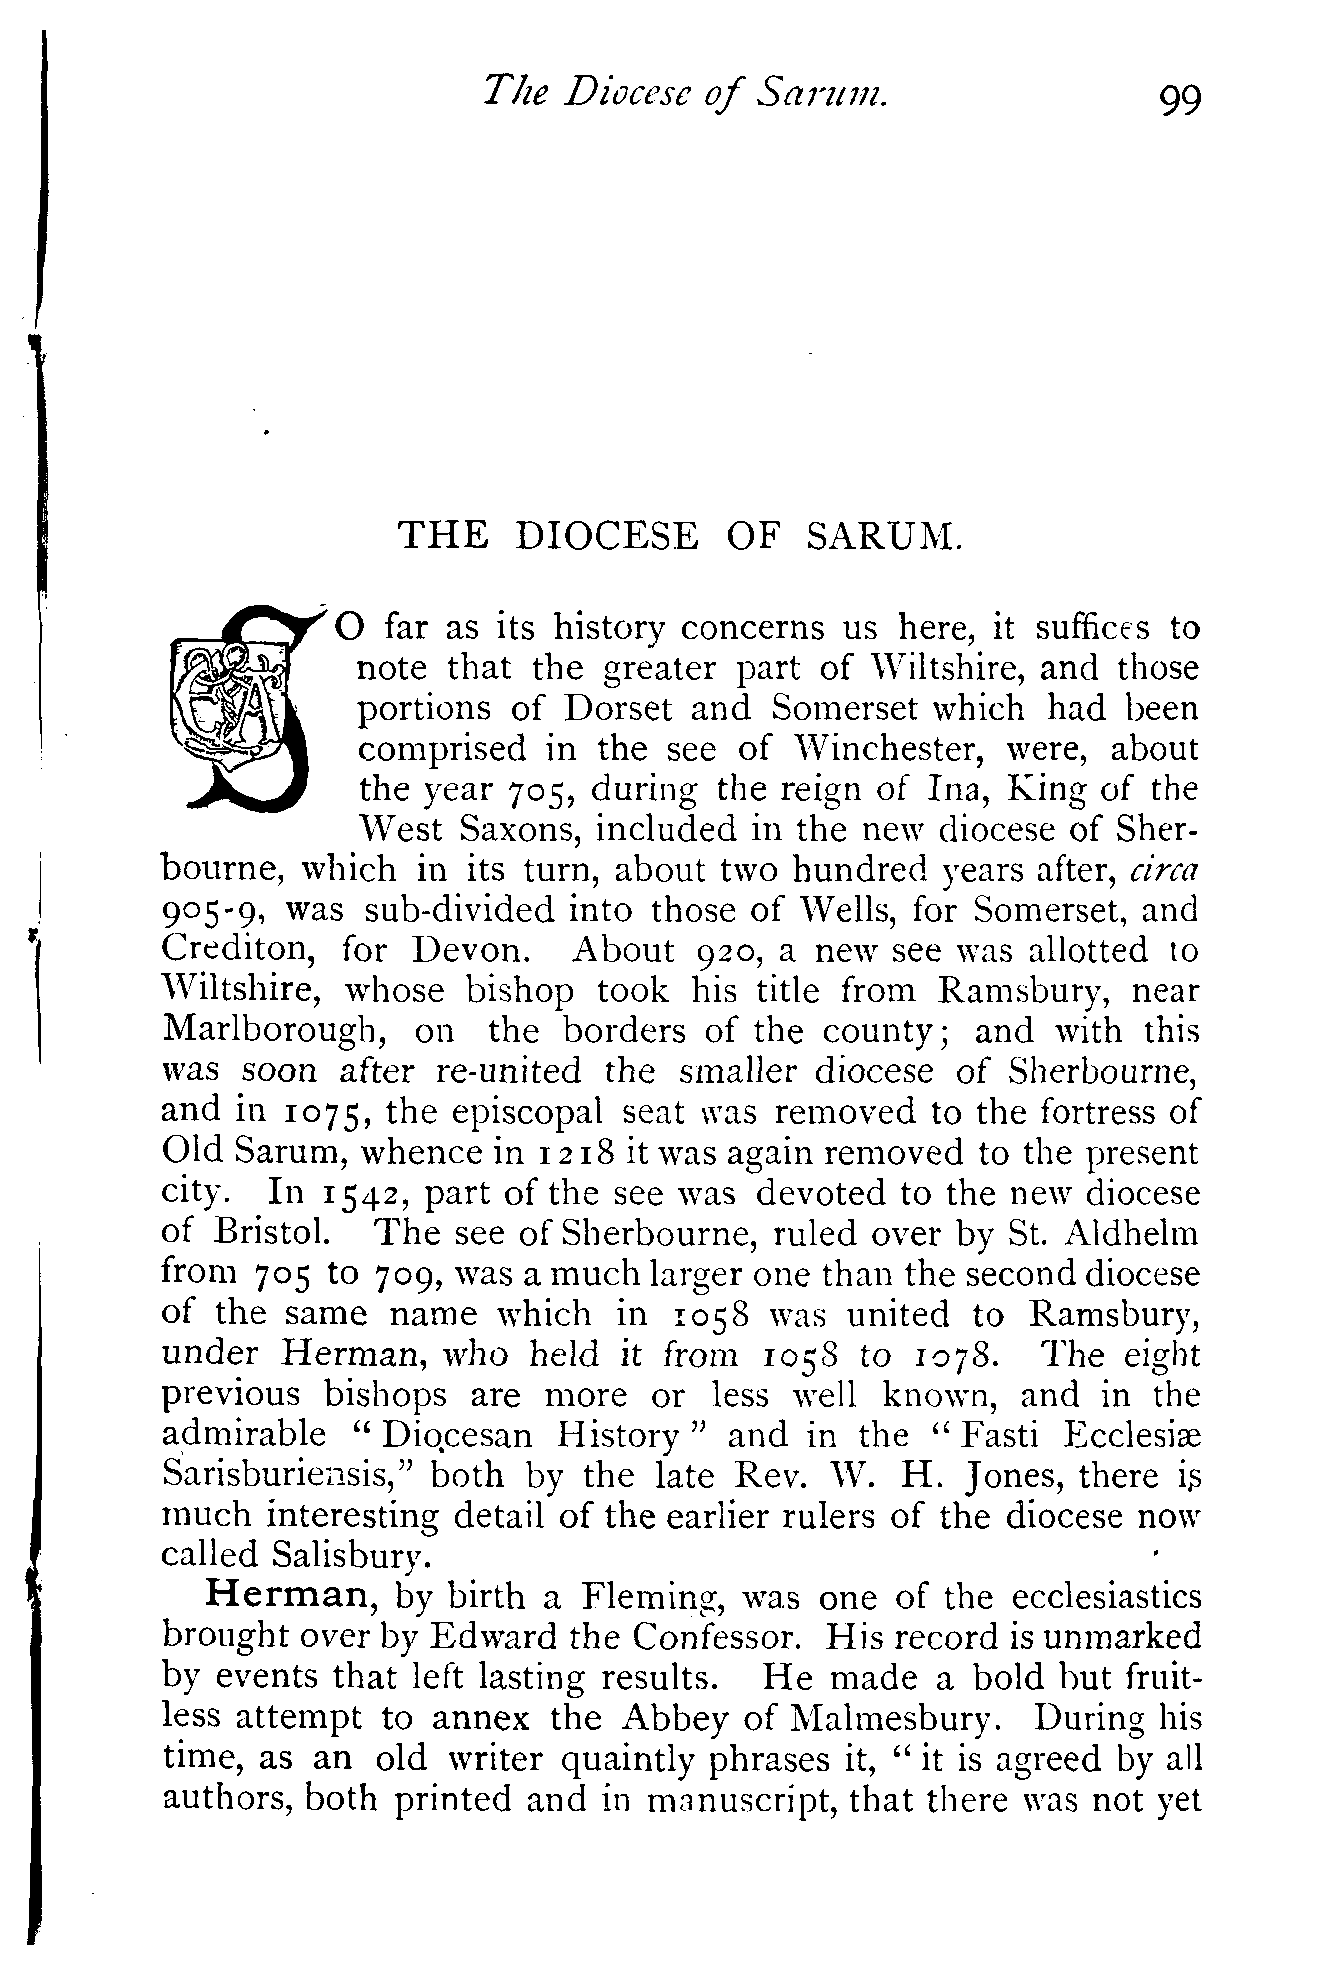 The Diocese of Sarum. 99
THE DIOCESE OF SARUM.
SO far as its history concerns us here, it suffices to
note that the greater part of Wiltshire, and those
portions of Dorset and Somerset which had been
comprised in the see of Winchester, were, about
the year 705, during the reign of Ina, King of the
West Saxons, included in the new diocese of Sher-
bourne, which in its turn, about two hundred years after, circa
905-9, was sub-divided into those of Wells, for Somerset, and
Crediton, for Devon. About 920, a new see was allotted to
Wiltshire, whose bishop took his title from Ramsbury, near
Marlborough, on the borders of the county; and with this
was soon after re-united the smaller diocese of Sherbourne,
and in 1075, the episcopal seat was removed to the fortress of
Old Sarum, whence in 1218 it was again removed to the present
city. In 1542, part of the see was devoted to the new diocese
of Bristol. The see of Sherbourne, ruled over by St. Aldhelm
from 705 to 709, was a much larger one than the second diocese
of the same name which in 1058 was united to Ramsbury,
under Herman, who held it from 1058 to 1078. The eight
previous bishops are more or less well known, and in the
admirable “Diocesan History” and in the “Fasti Ecclesiæ
Sarisburiensis,” both by the late Rev. W. H. Jones, there is
much interesting detail of the earlier rulers of the diocese now
called Salisbury.
Herman, by birth a Fleming, was one of the ecclesiastics
brought over by Edward the Confessor. His record is unmarked
by events that left lasting results. He made a bold but fruit-
less attempt to annex the Abbey of Malmesbury. During his
time, as an old writer quaintly phrases it, “it is agreed by all
authors, both printed and in manuscript, that there was not yet